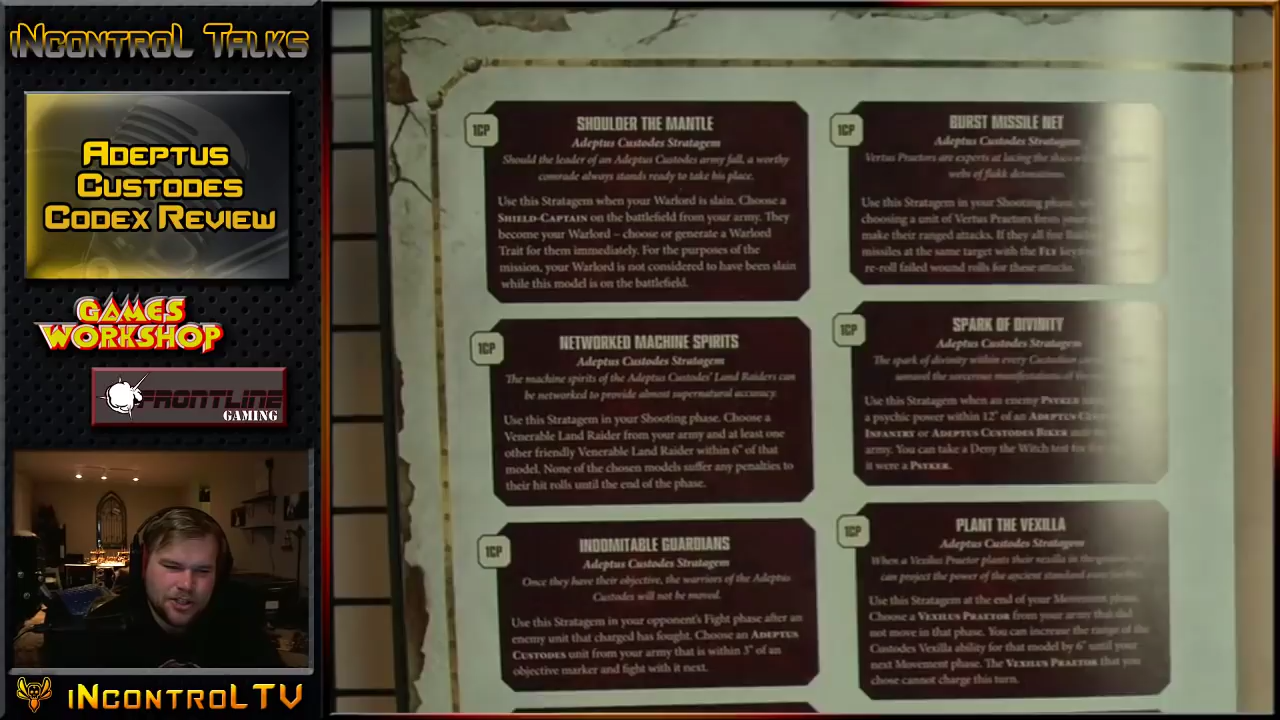 iNcontroL Talks
Adeptus
Custodes
Codex Review
GAMES
WORKSHOP
FRONTLINE
GAMING
iNcontroLTV
1CP
SHOULDER THE MANTLE
Adeptus Custodes Stratagem
Should the leader of an Adeptus Custodes army fall, a worthy
comrade always stands ready to take his place.
Use this Stratagem when your Warlord is slain. Choose a
SHIELD-CAPTAIN on the battlefield from your army. They
become your Warlord – choose or generate a Warlord
Trait for them immediately. For the purposes of the
mission, your Warlord is not considered to have been slain
while this model is on the battlefield.
1CP
NETWORKED MACHINE SPIRITS
Adeptus Custodes Stratagem
The machine spirits of the Adeptus Custodes' Land Raiders can
be networked to provide almost supernatural accuracy.
Use this Stratagem in your Shooting phase. Choose a
Venerable Land Raider from your army and at least one
other friendly Venerable Land Raider within 6" of that
model. None of the chosen models suffer any penalties to
their hit rolls until the end of the phase.
1CP
INDOMITABLE GUARDIANS
Adeptus Custodes Stratagem
Once they have their objective, the warriors of the Adeptus
Custodes will not be moved.
Use this Stratagem in your opponent's Fight phase after an
enemy unit that charged has fought. Choose an ADEPTUS
CUSTODES unit from your army that is within 3" of an
objective marker and fight with it next.
1CP
BURST MISSILE NET
Adeptus Custodes Stratagem
Vertus Praetors are experts at lacing the skies
webs of flakk detonations.
Use this Stratagem in your Shooting phase
choosing a unit of Vertus Praetors from your
make their ranged attacks. If they all fire
missiles at the same target with the FLY
re-roll failed wound rolls for these attacks.
1CP
SPARK OF DIVINITY
Adeptus Custodes Stratagem
The spark of divinity within every Custodian
the sorcerous manifestations of
Use this Stratagem when an enemy PSYKER
a psychic power within 12" of an ADEPTUS
INFANTRY or ADEPTUS CUSTODES BIKER
army. You can take a Deny the Witch test for
it were a PSYKER.
1CP
PLANT THE VEXILLA
Adeptus Custodes Stratagem
When a Vexilus Praetor plants their vexilla in the
can project the power of the ancient standard
Use this Stratagem at the end of your Movement phase.
Choose a VEXILUS PRAETOR from your army that did
not move in that phase. You can increase the range of the
Custodes Vexilla ability for that model by 6" until your
next Movement phase. The VEXILUS PRAETOR that you
chose cannot charge this turn.